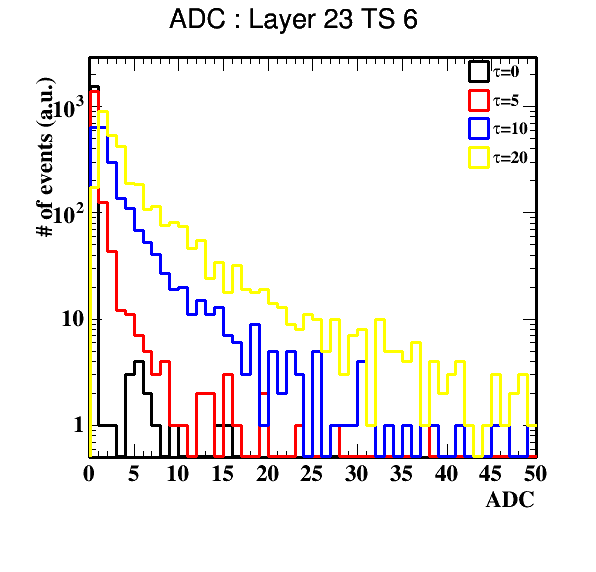 ADC : Layer 23 TS 6
# of events (a.u.)
10³
10²
10
1
τ=0
τ=5
τ=10
τ=20
0 5 10 15 20 25 30 35 40 45 50
ADC